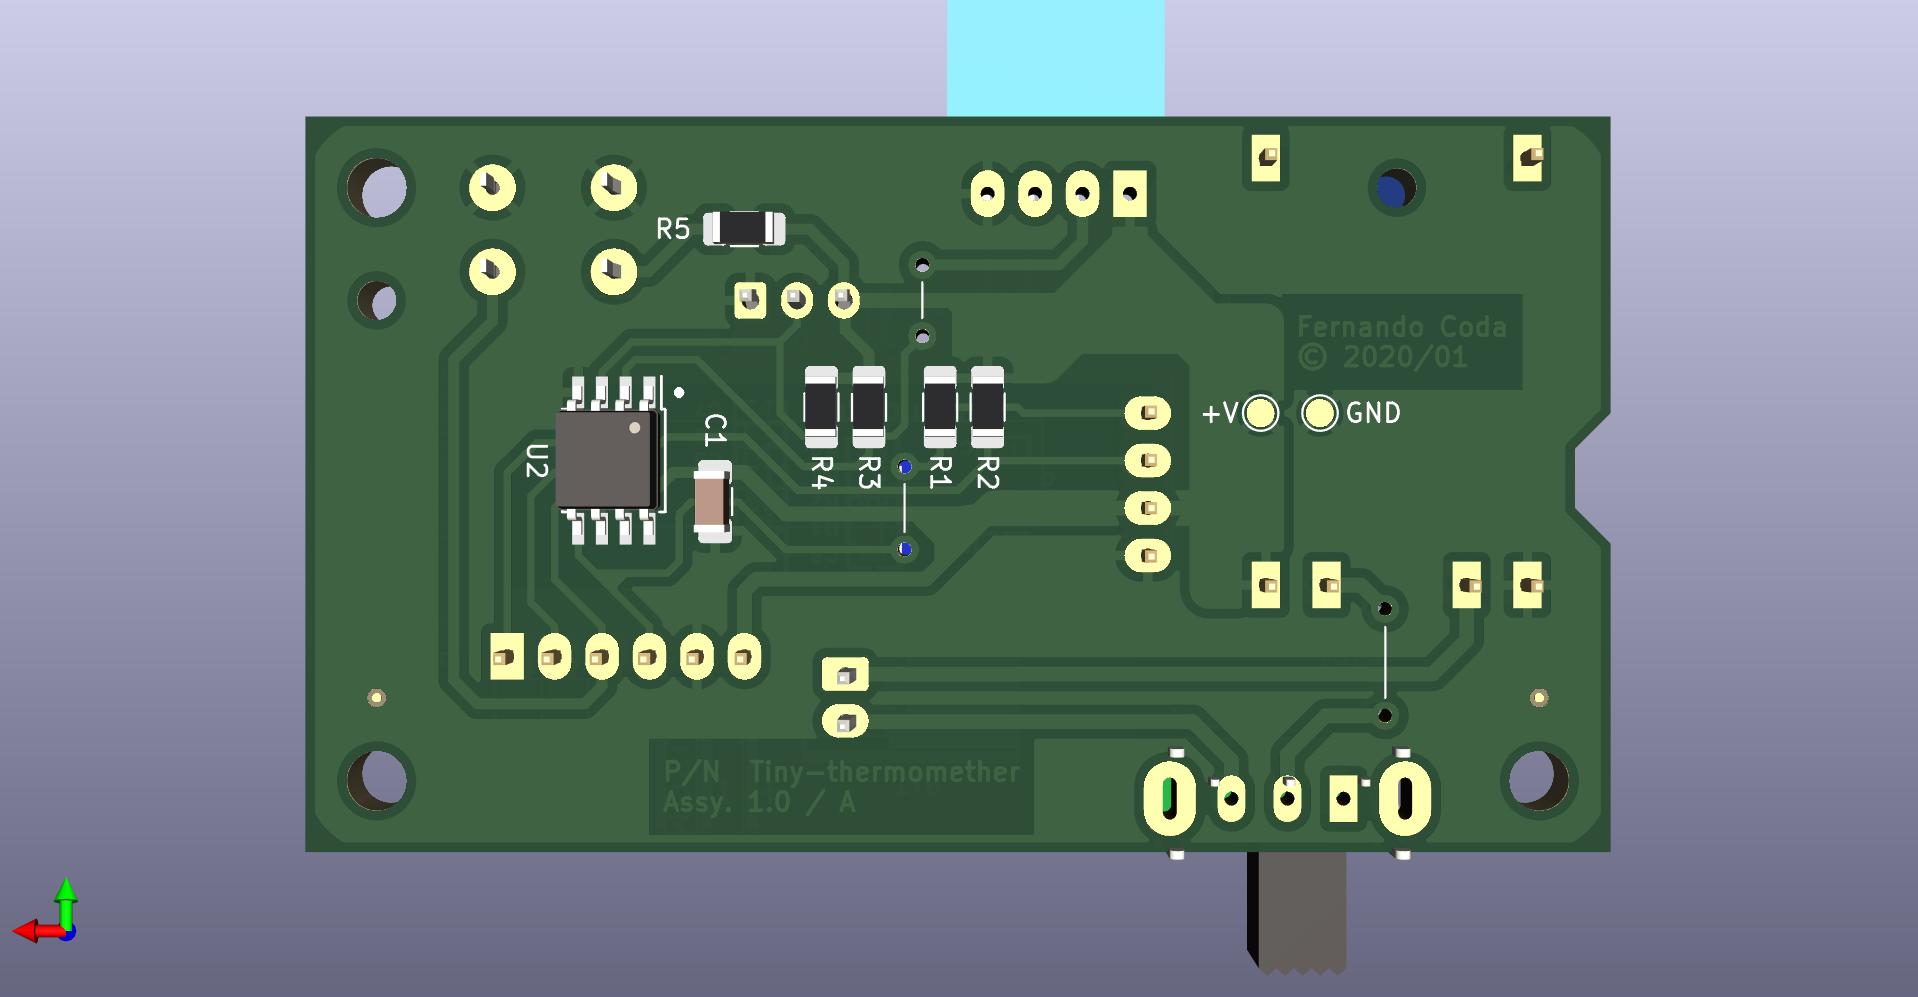 R5
Fernando Coda
© 2020/01
+V
GND
C1
U2
R4
R3
R1
R2
P/N Tiny-thermomether
Assy. 1.0 / A